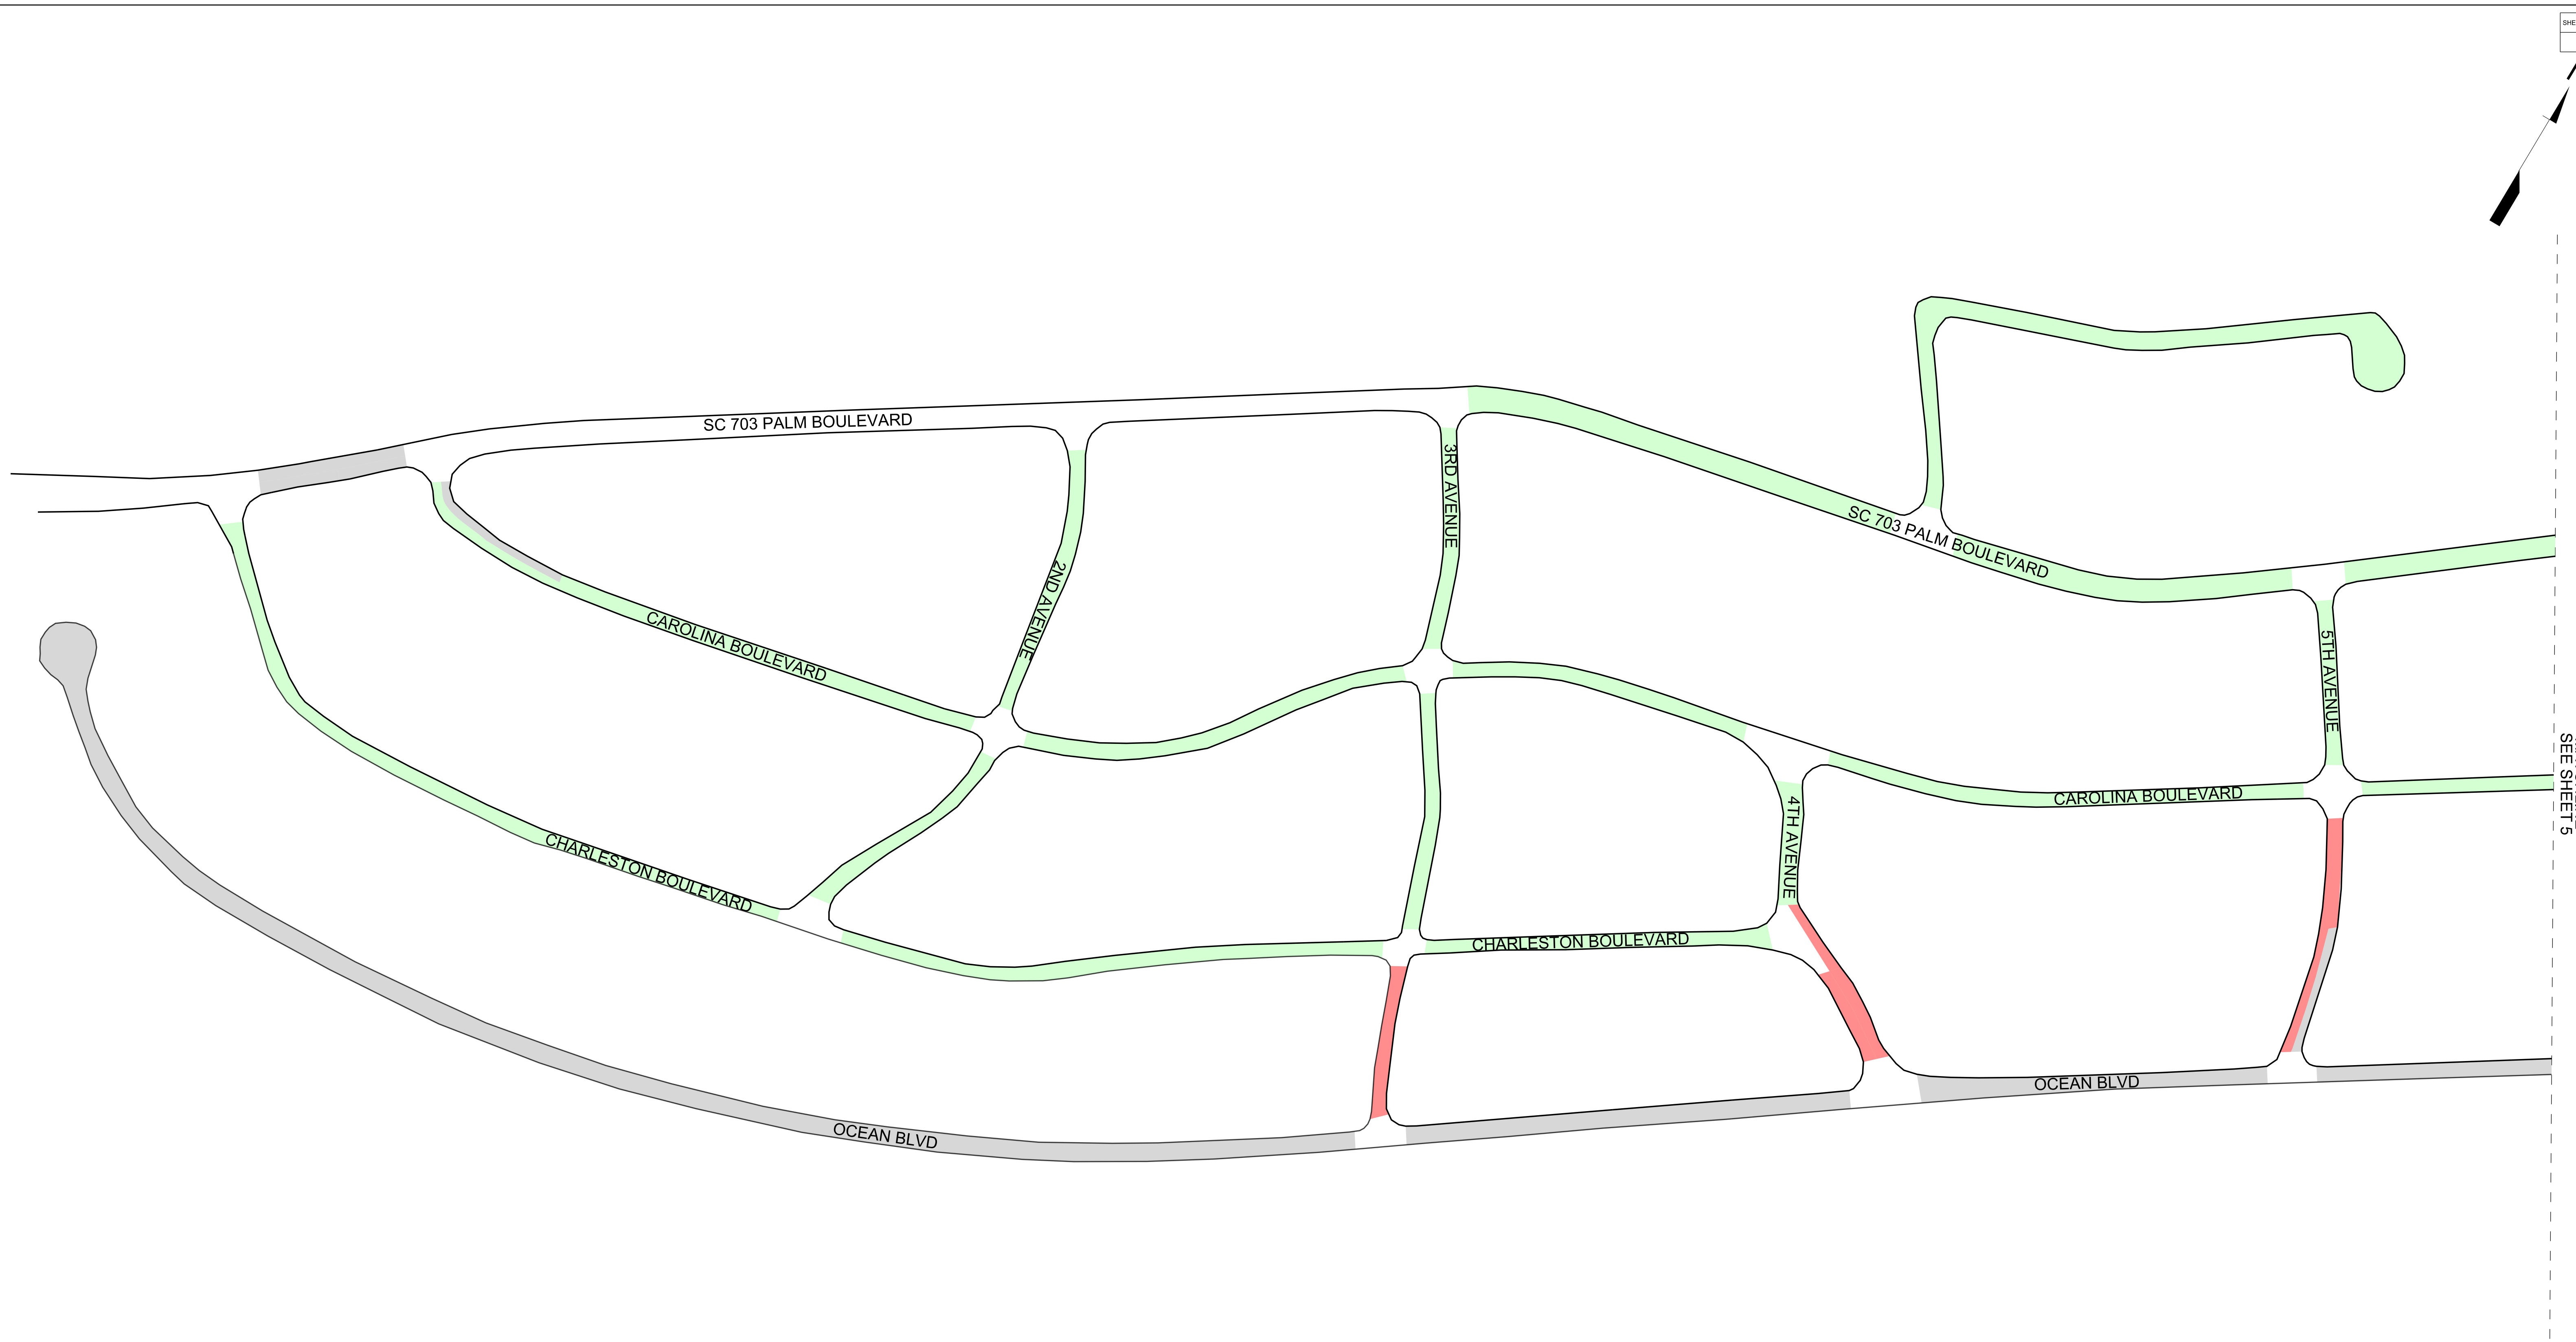 SHE
SC 703 PALM BOULEVARD
3RD AVENUE
SC 703 PALM BOULEVARD
2ND AVENUE
CAROLINA BOULEVARD
5TH AVENUE
SEE SHEET 5
CAROLINA BOULEVARD
4TH AVENUE
CHARLESTON BOULEVARD
CHARLESTON BOULEVARD
OCEAN BLVD
OCEAN BLVD